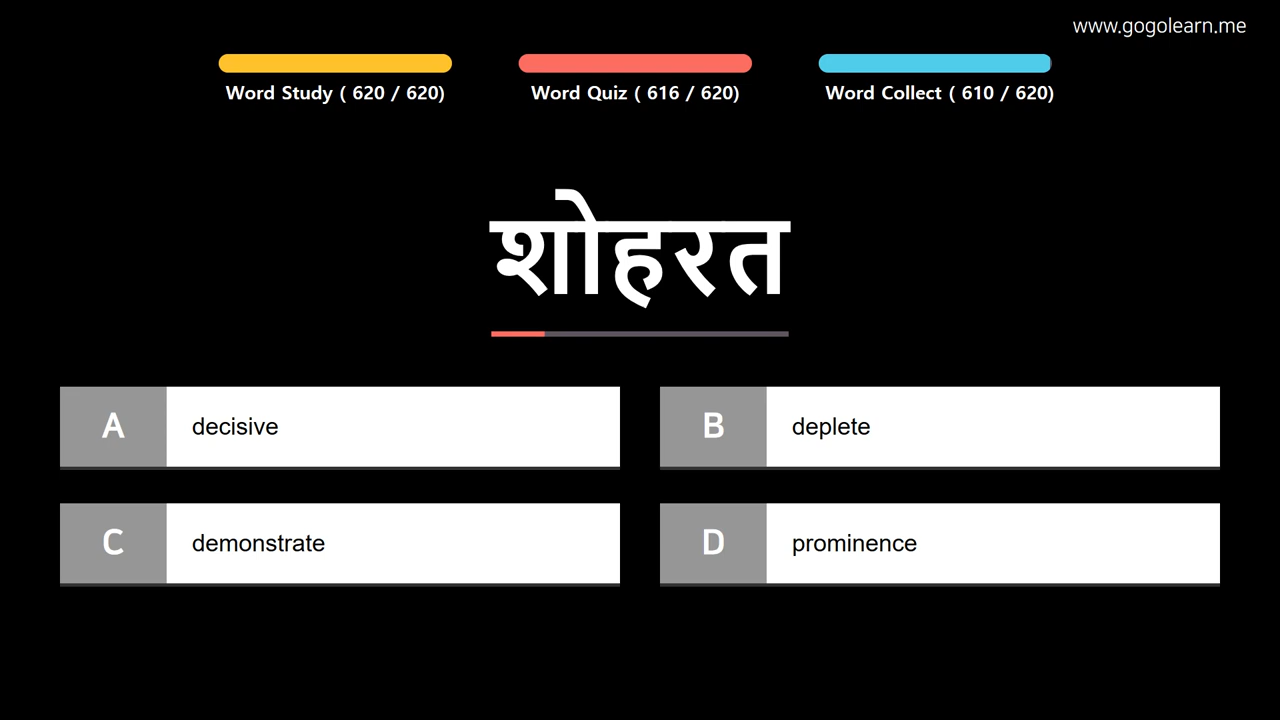 www.gogolearn.me
Word Study ( 620 / 620)
Word Quiz ( 616 / 620)
Word Collect ( 610 / 620)
शोहरत
A decisive
B deplete
C demonstrate
D prominence